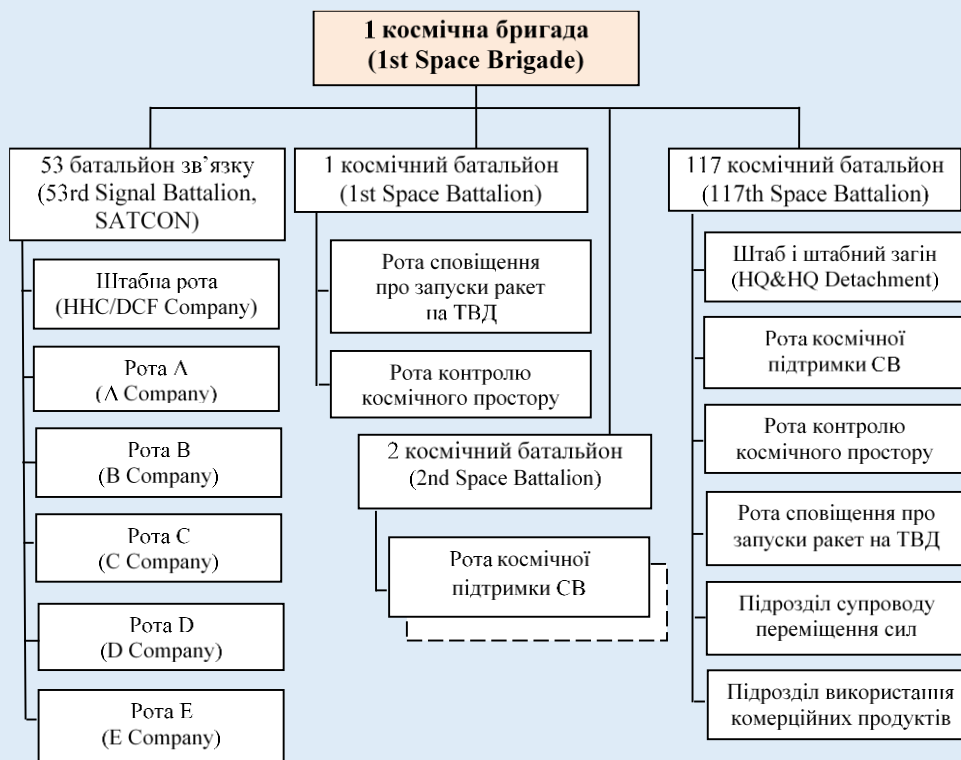 1 космічна бригада
(1st Space Brigade)
53 батальйон зв’язку
(53rd Signal Battalion,
SATCON)
Штабна рота
(HHC/DCF Company)
Рота A
(A Company)
Рота B
(B Company)
Рота C
(C Company)
Рота D
(D Company)
Рота E
(E Company)
1 космічний батальйон
(1st Space Battalion)
Рота сповіщення
про запуски ракет
на ТВД
Рота контролю
космічного простору
2 космічний батальйон
(2nd Space Battalion)
Рота космічної
підтримки СВ
117 космічний батальйон
(117th Space Battalion)
Штаб і штабний загін
(HQ&HQ Detachment)
Рота космічної
підтримки СВ
Рота контролю
космічного простору
Рота сповіщення про
запуски ракет на ТВД
Підрозділ супроводу
переміщення сил
Підрозділ використання
комерційних продуктів